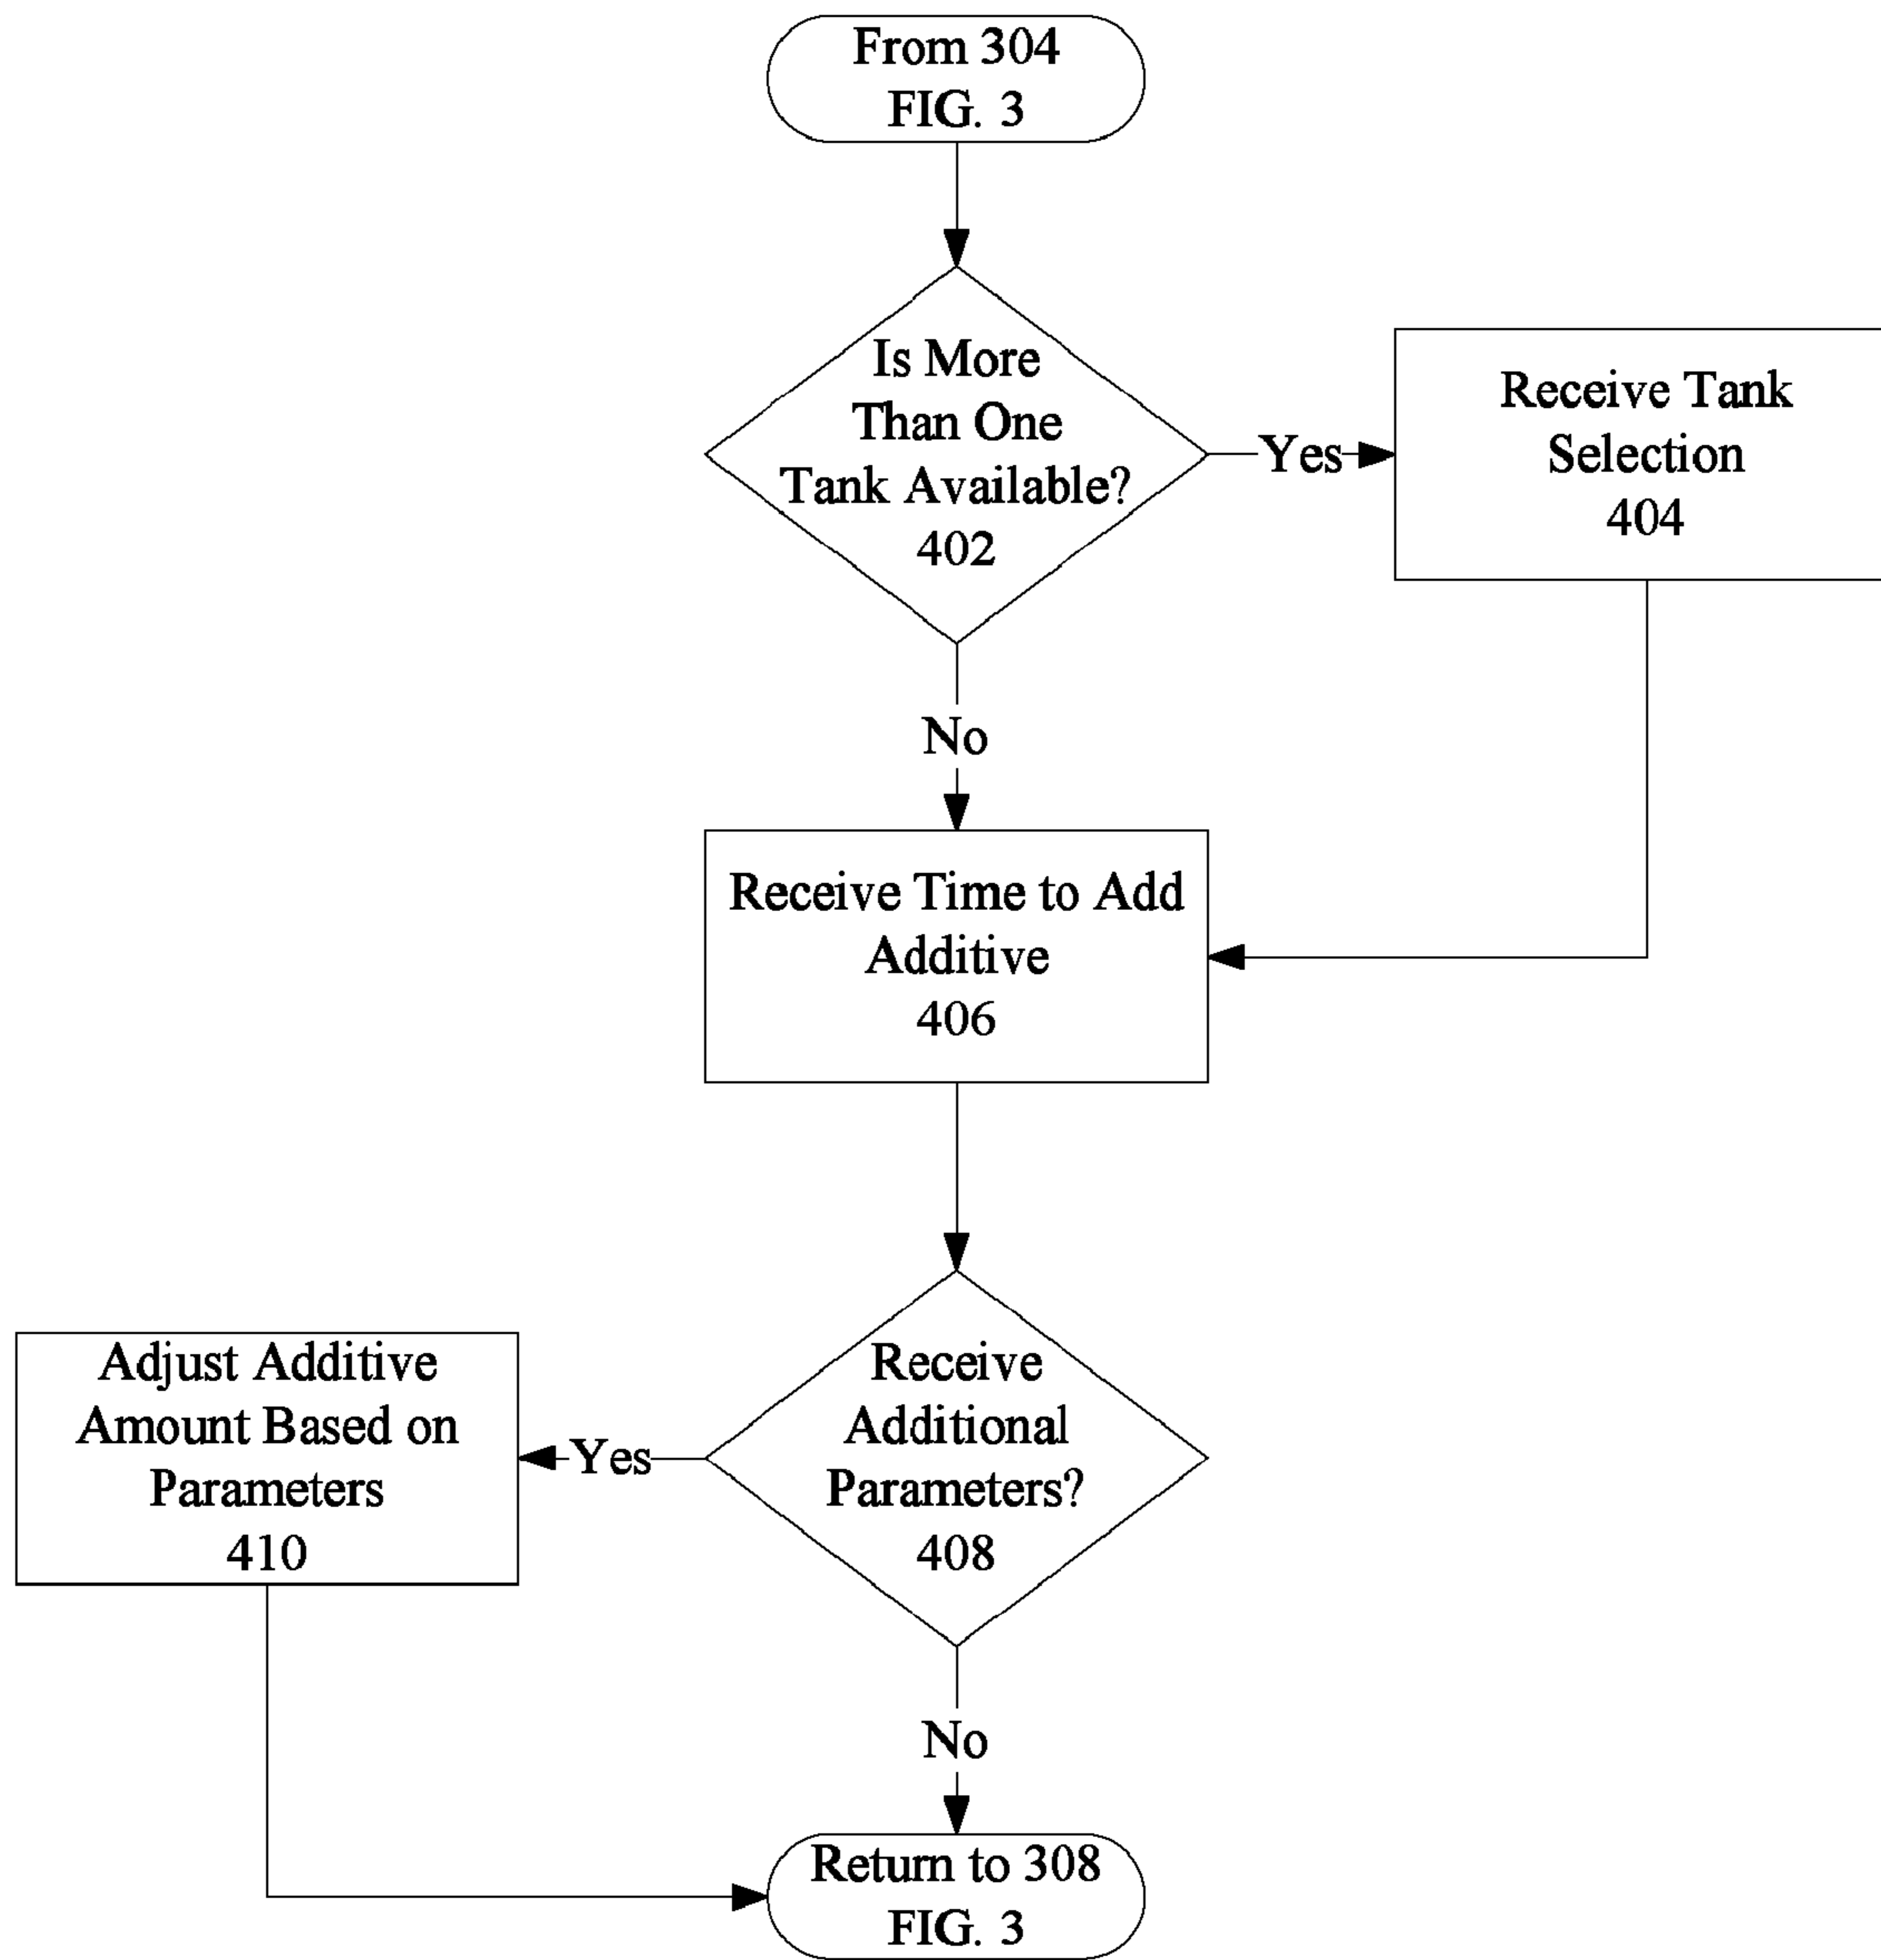 From 304
FIG. 3
Is More
Than One
Tank Available?
402
Yes
Receive Tank
Selection
404
No
Receive Time to Add
Additive
406
Receive
Additional
Parameters?
408
Yes
Adjust Additive
Amount Based on
Parameters
410
No
Return to 308
FIG. 3